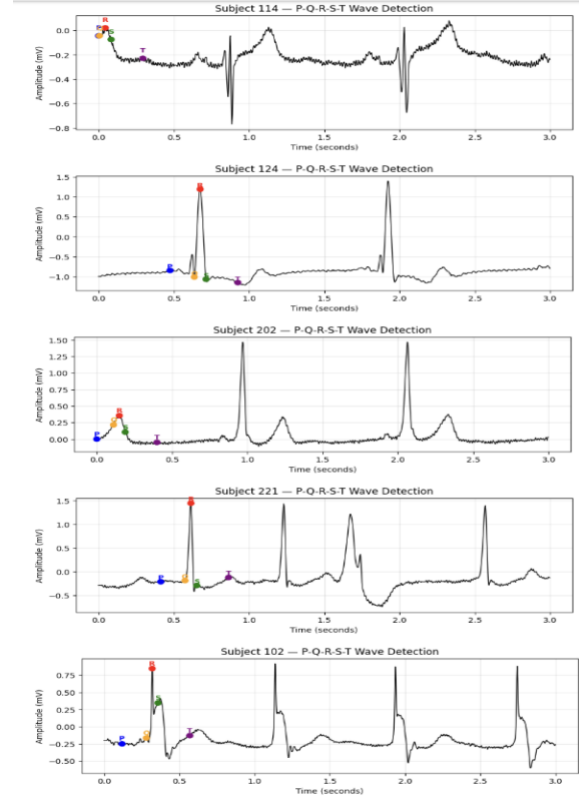 Subject 114 — P-Q-R-S-T Wave Detection
R
S
T
0.0
−0.2
−0.4
−0.6
−0.8
Amplitude (mV)
0.0 0.5 1.0 1.5 2.0 2.5 3.0
Time (seconds)
Subject 124 — P-Q-R-S-T Wave Detection
P
1.5
1.0
0.5
0.0
−0.5
−1.0
Amplitude (mV)
0.0 0.5 1.0 1.5 2.0 2.5 3.0
Time (seconds)
Subject 202 — P-Q-R-S-T Wave Detection
P
R
T
1.50
1.25
1.00
0.75
0.50
0.25
0.00
Amplitude (mV)
0.0 0.5 1.0 1.5 2.0 2.5 3.0
Time (seconds)
Subject 221 — P-Q-R-S-T Wave Detection
P
S
T
1.5
1.0
0.5
0.0
−0.5
Amplitude (mV)
0.0 0.5 1.0 1.5 2.0 2.5 3.0
Time (seconds)
Subject 102 — P-Q-R-S-T Wave Detection
P
Q
R
S
T
0.75
0.50
0.25
0.00
−0.25
−0.50
Amplitude (mV)
0.0 0.5 1.0 1.5 2.0 2.5 3.0
Time (seconds)